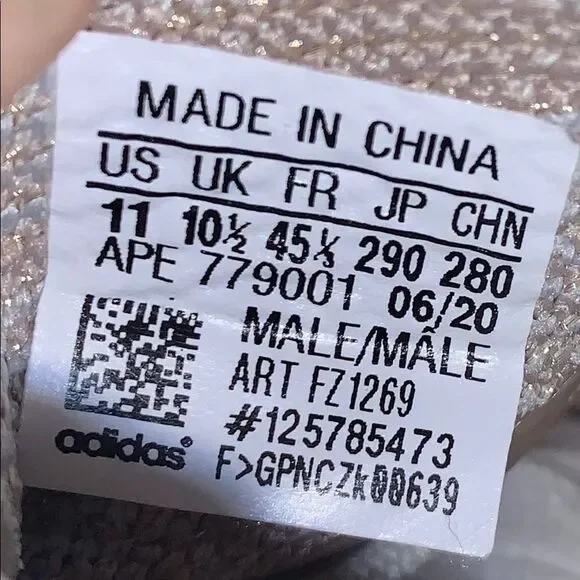 MADE IN CHINA
US UK FR JP CHN
11 10½ 45⅓ 290 280
APE 779001 06/20
MALE/MÂLE
ART FZ1269
#125785473
adidas F>GPNCZk00639